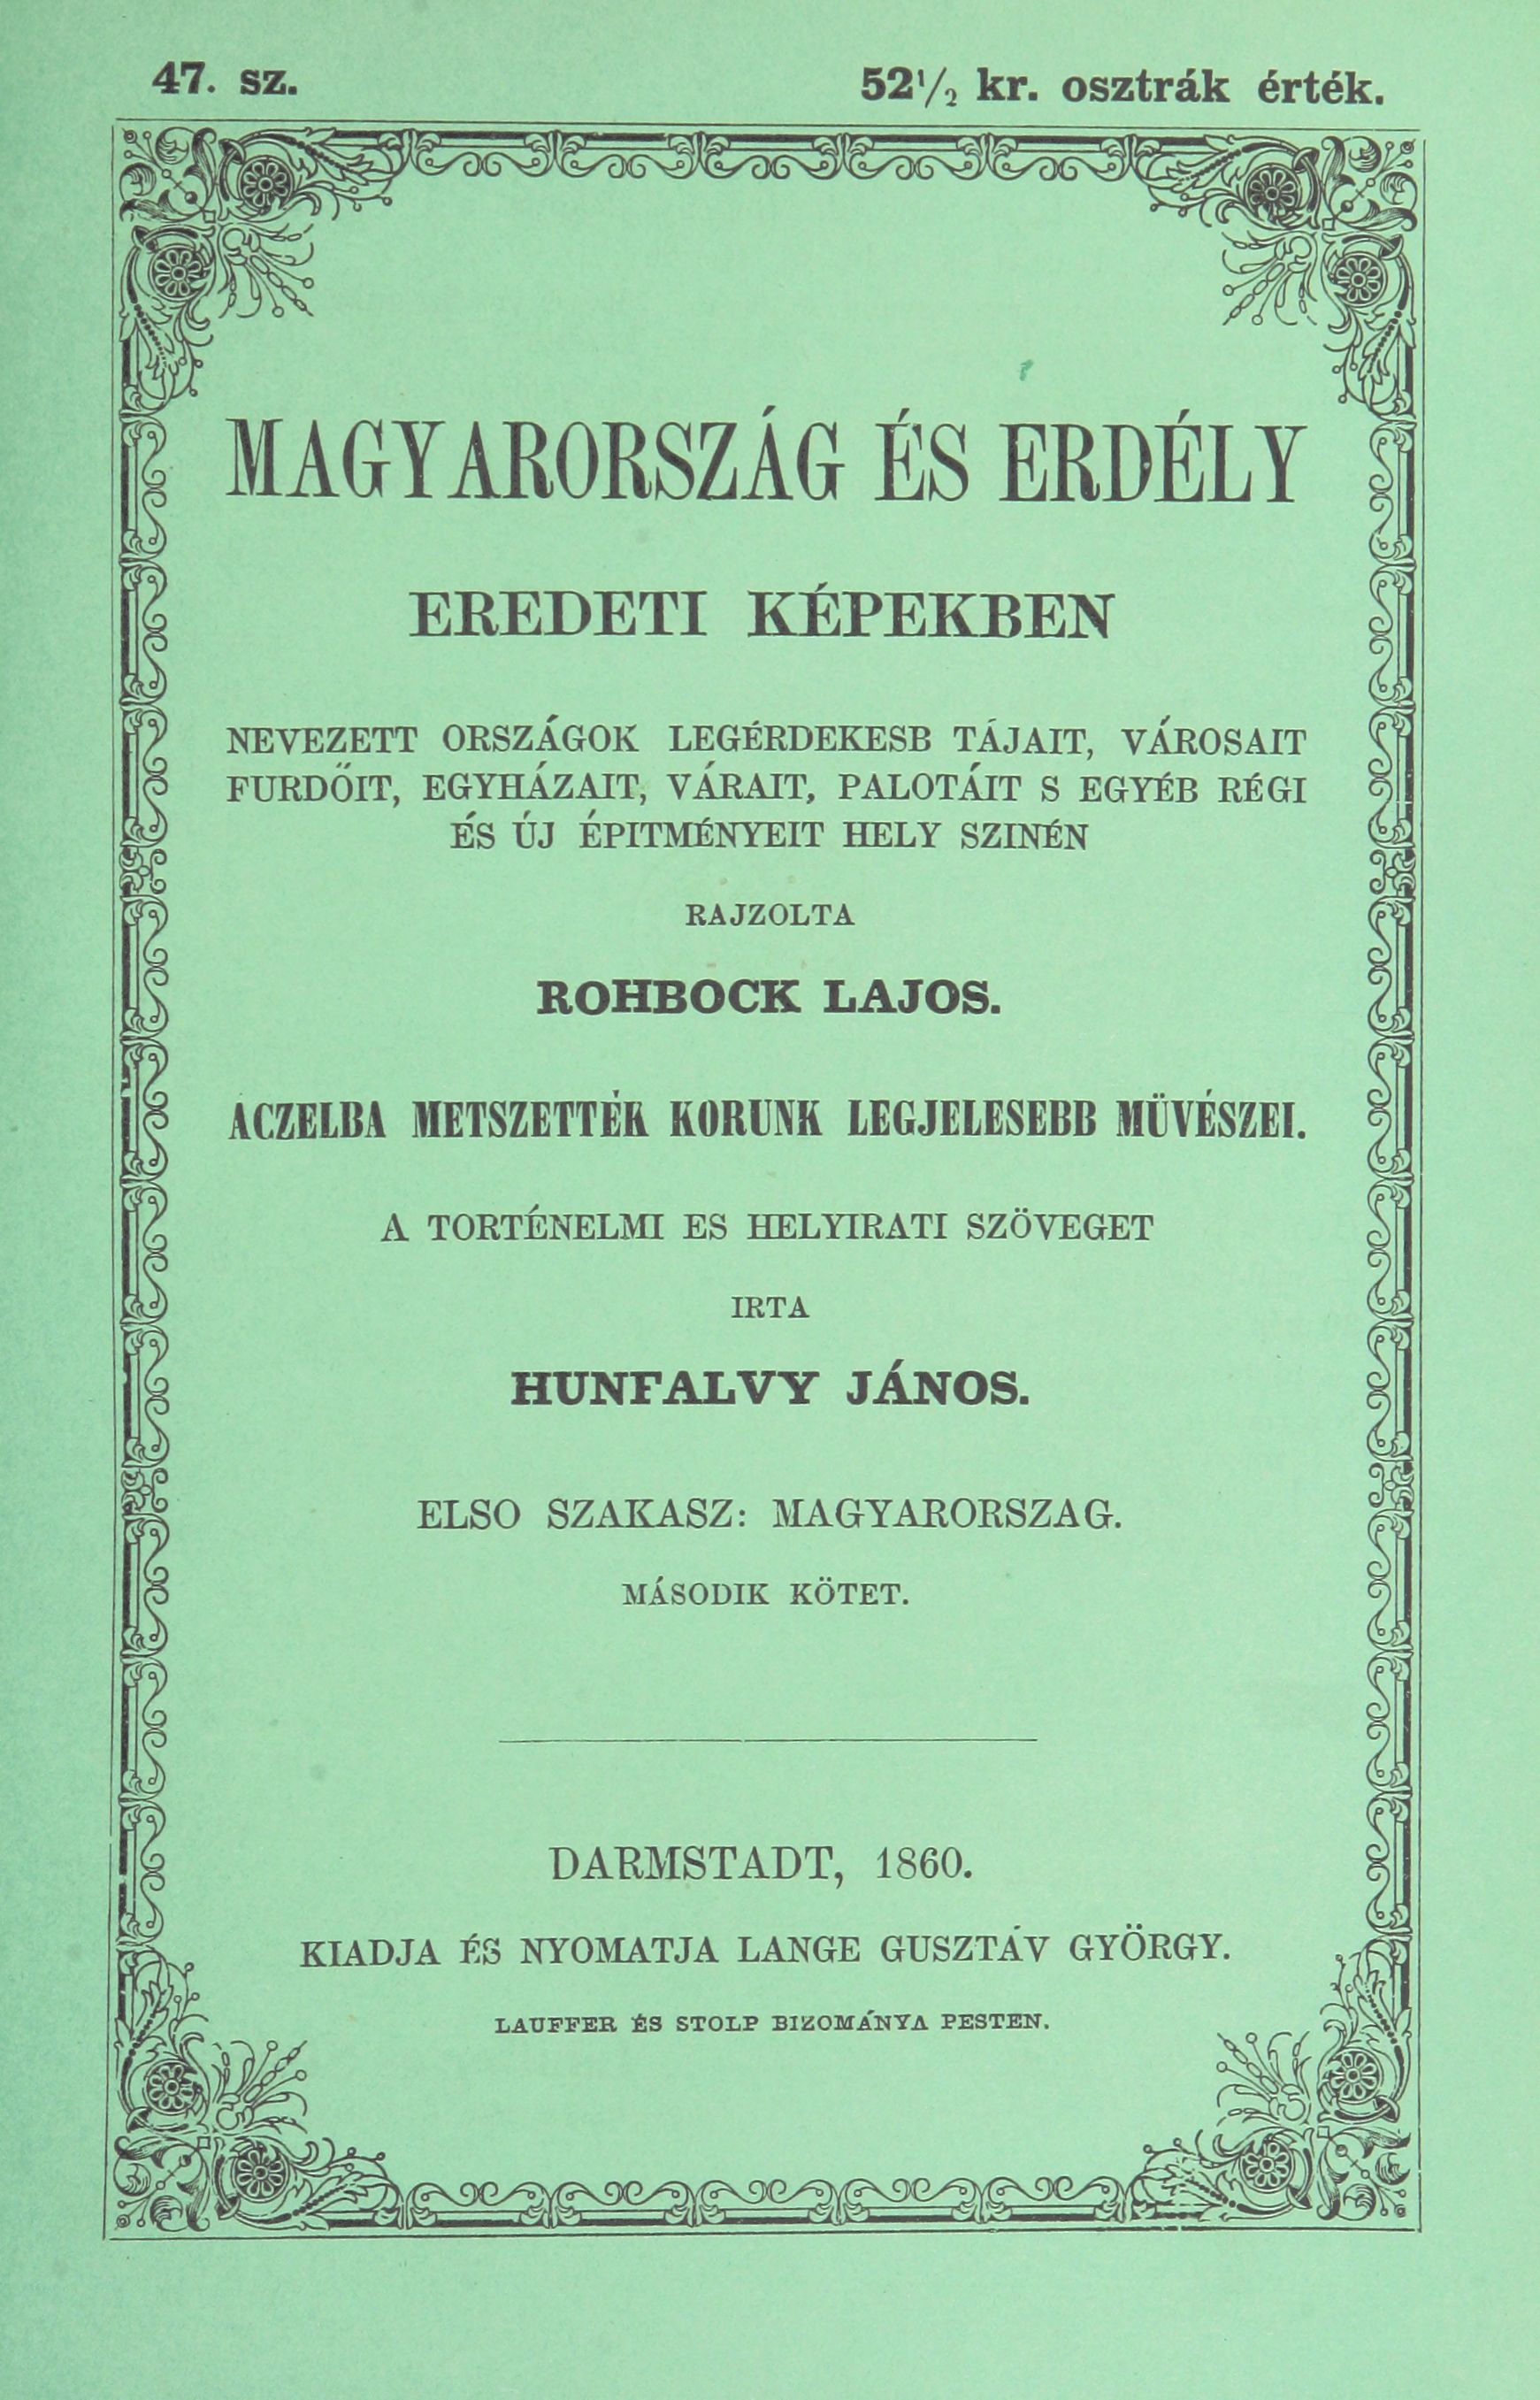 47. sz.
52½ kr. osztrák érték.
MAGYARORSZÁG ÉS ERDÉLY
EREDETI KÉPEKBEN
NEVEZETT ORSZÁGOK LEGÉRDEKESB TÁJAIT, VÁROSAIT
FURDŐIT, EGYHÁZAIT, VÁRAIT, PALOTÁIT S EGYÉB RÉGI
ÉS ÚJ ÉPITMÉNYEIT HELY SZINÉN
RAJZOLTA
ROHBOCK LAJOS.
ACZELBA METSZETTÉK KORUNK LEGJELESEBB MÜVÉSZEI.
A TORTÉNELMI ES HELYIRATI SZÖVEGET
IRTA
HUNFALVY JÁNOS.
ELSO SZAKASZ: MAGYARORSZAG.
MÁSODIK KÖTET.
DARMSTADT, 1860.
KIADJA ÉS NYOMATJA LANGE GUSZTÁV GYÖRGY.
LAUFFER ÉS STOLP BIZOMÁNYA PESTEN.